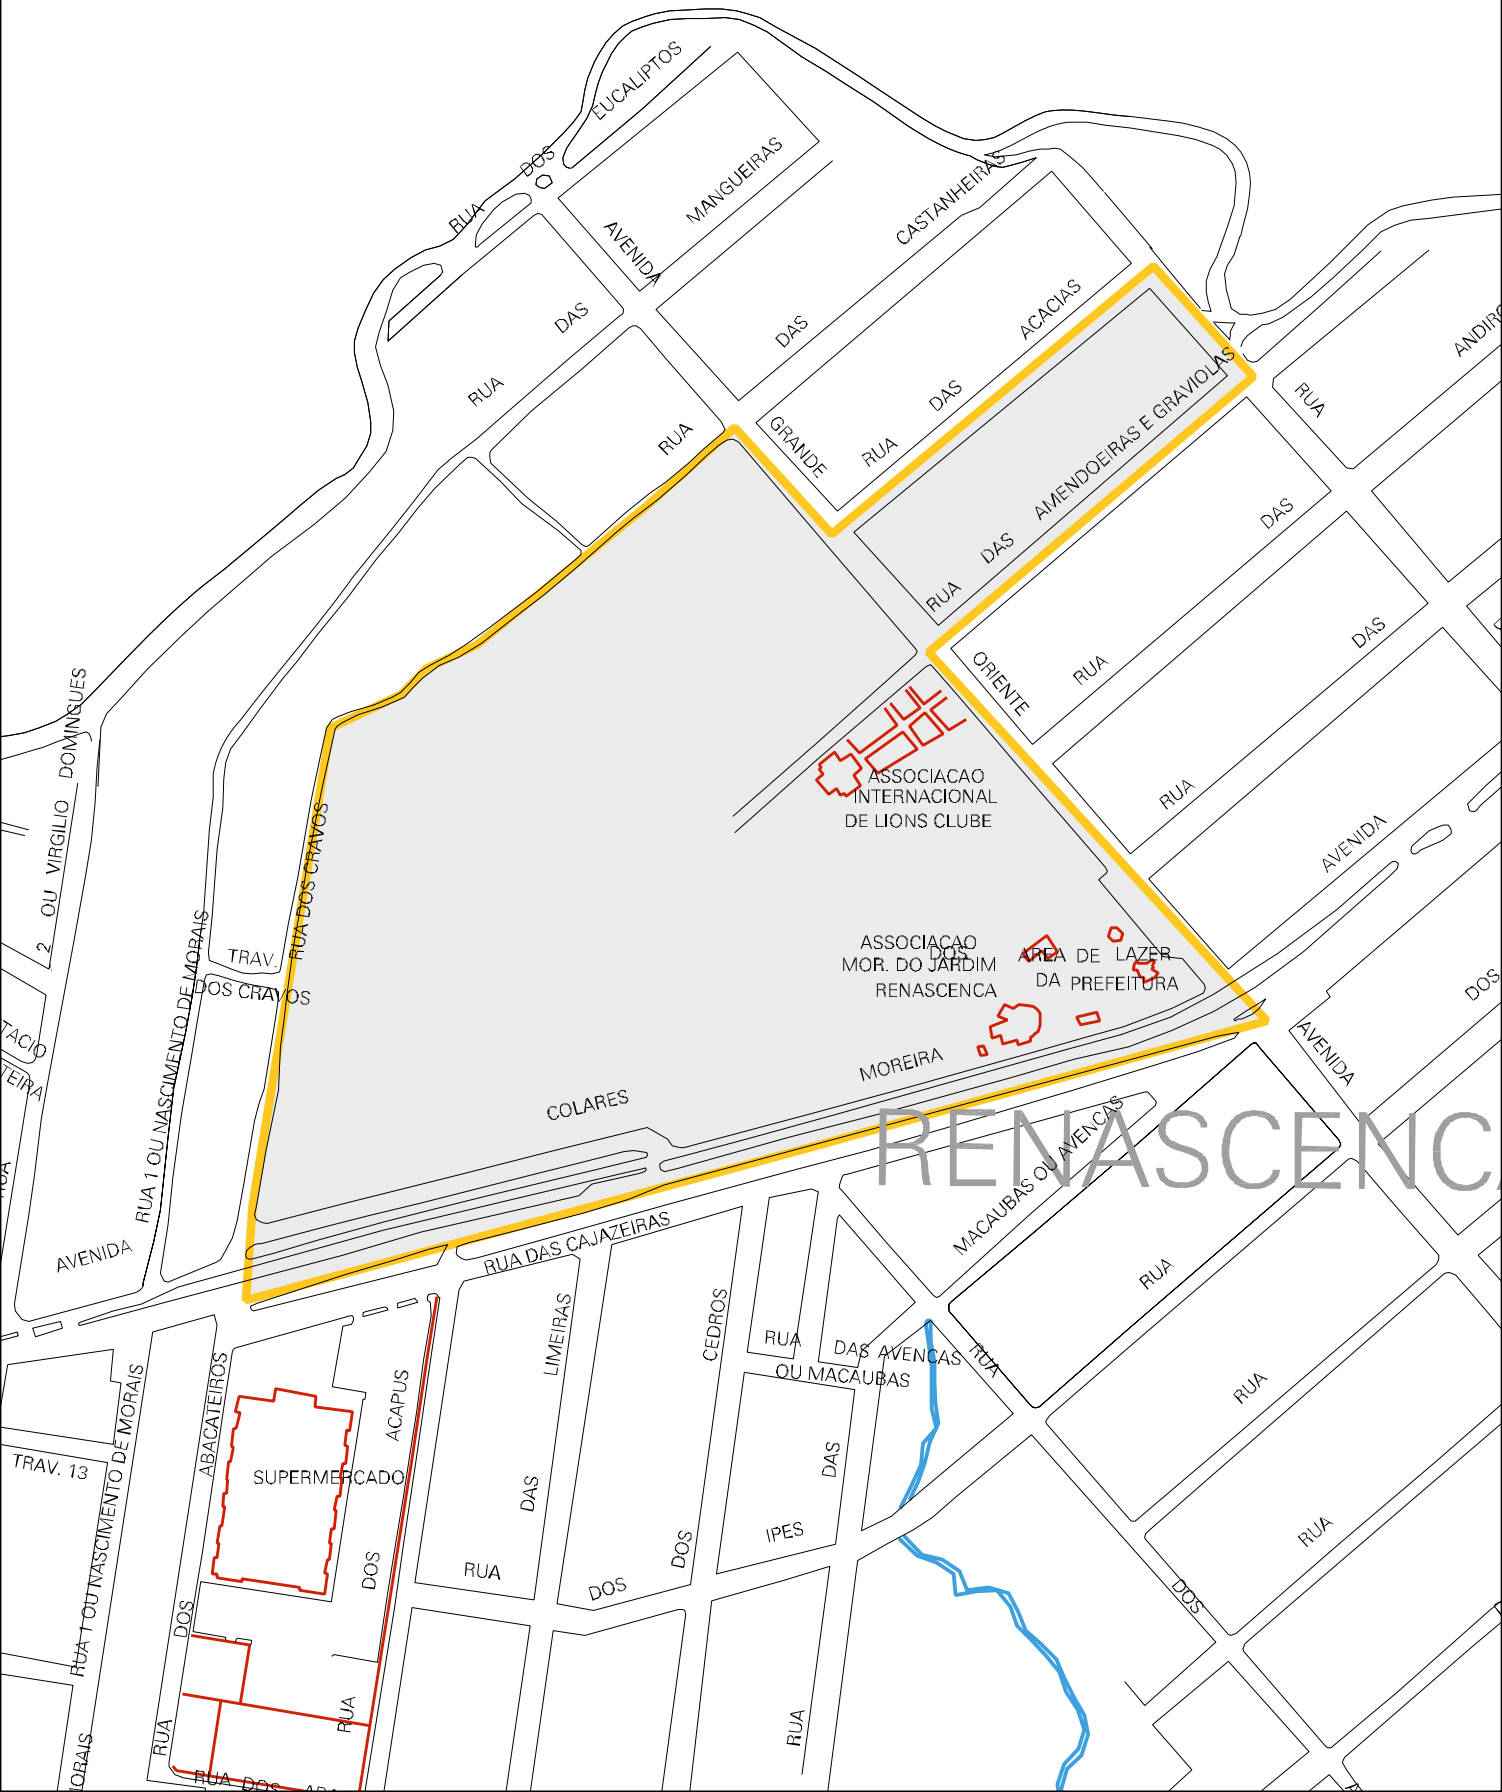 EUCALIPTOS
DOS
RUA
MANGUEIRAS
AVENIDA
CASTANHEIRAS
DAS
DAS
ACACIAS
RUA
DAS
RUA
GRANDE
RUA
AMENDOEIRAS E GRAVIOLAS
DAS
RUA
RUA
DAS
ORIENTE
RUA
DAS
RUA
AVENIDA
2 OU VIRGILIO DOMINGUES
RUA DOS CRAVOS
TRAV.
DOS CRAVOS
RUA 1 OU NASCIMENTO DE MORAIS
ASSOCIACAO
INTERNACIONAL
DE LIONS CLUBE
ASSOCIACAO
DOS
MOR. DO JARDIM
RENASCENCA
AREA DE LAZER
DA PREFEITURA
DOS
MOREIRA
COLARES
AVENIDA
AVENIDA
RENASCENCA
MACAUBAS OU AVENCAS
RUA
RUA DAS CAJAZEIRAS
LIMEIRAS
CEDROS
RUA DAS AVENCAS
OU MACAUBAS
RUA
RUA
ABACATEIROS
ACAPUS
SUPERMERCADO
TRAV. 13
RUA 1 OU NASCIMENTO DE MORAIS
DAS
DAS
DOS
IPES
RUA
DOS
DOS
DOS
RUA
DOS
RUA
RUA
RUA
RUA DOS